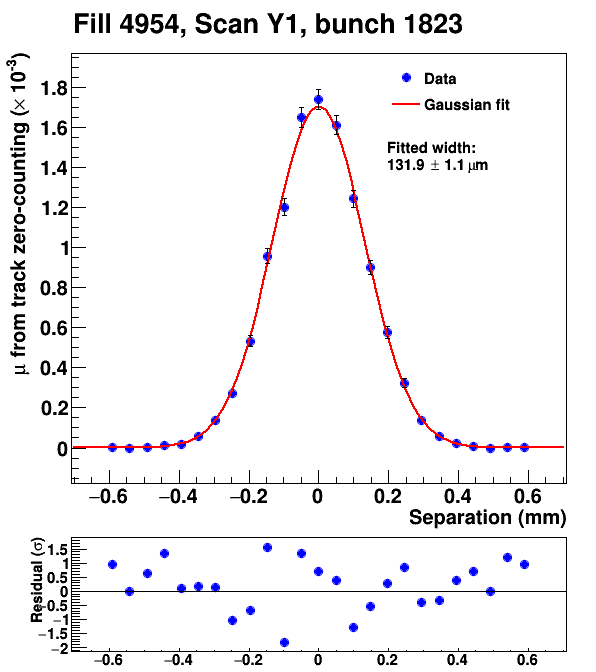 Fill 4954, Scan Y1, bunch 1823
μ from track zero-counting (× 10⁻³)
1.8
1.6
1.4
1.2
1
0.8
0.6
0.4
0.2
0
Data
Gaussian fit
Fitted width:
131.9 ± 1.1 μm
−0.6 −0.4 −0.2 0 0.2 0.4 0.6
Separation (mm)
Residual (σ)
1.5
1
0.5
0
−0.5
−1
−1.5
−2
−0.6 −0.4 −0.2 0 0.2 0.4 0.6